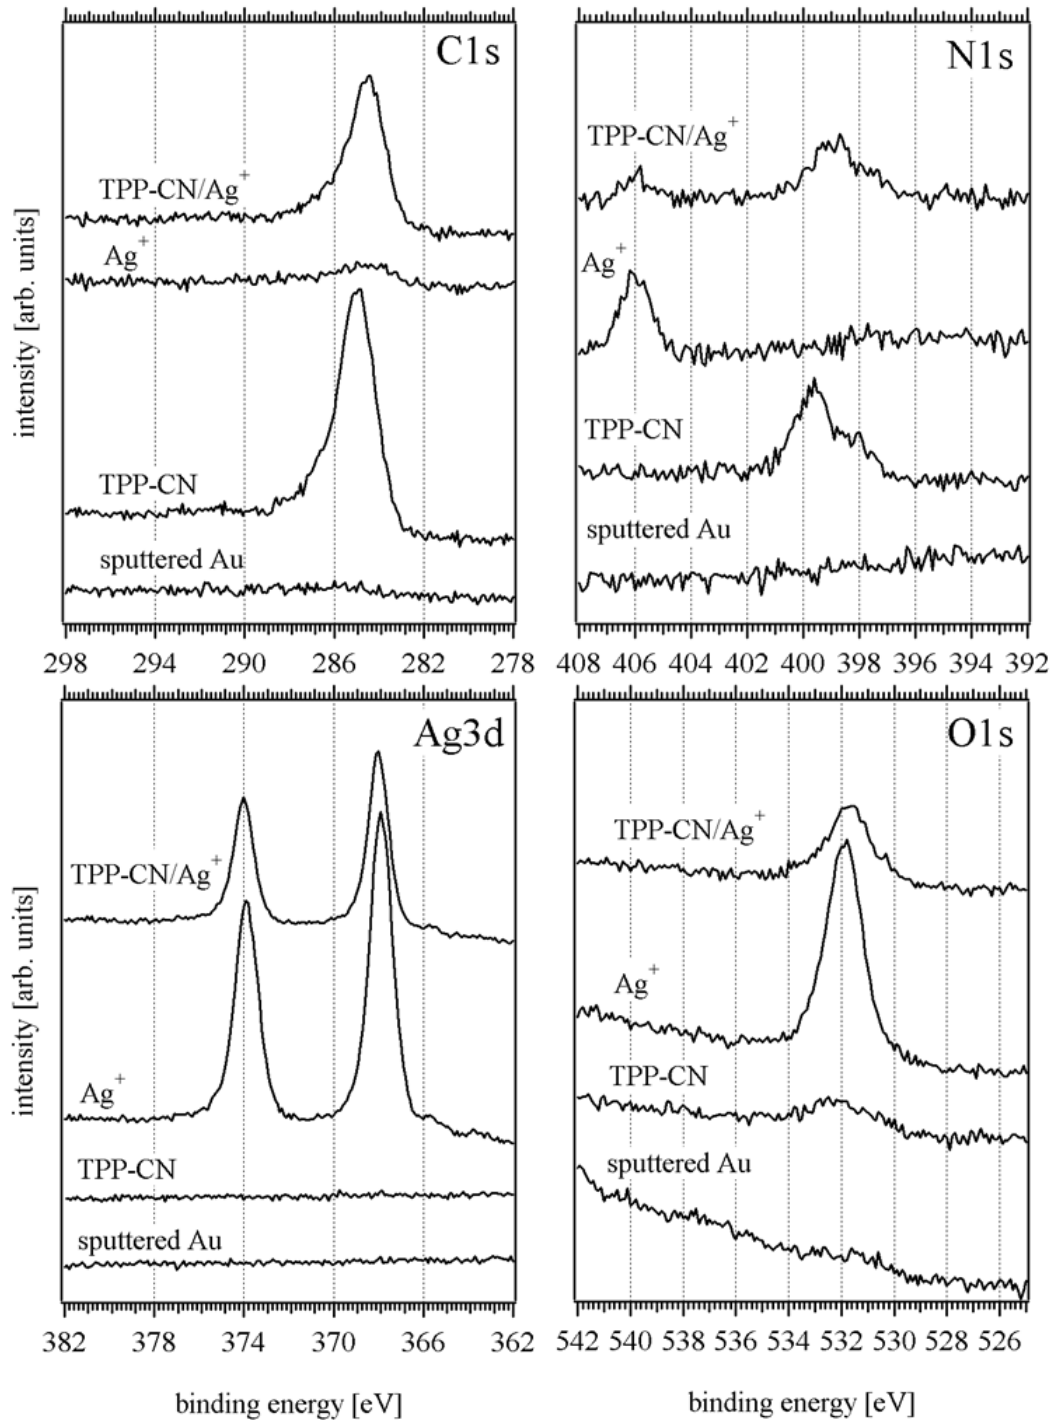 C1s
TPP-CN/Ag+
Ag+
TPP-CN
sputtered Au
intensity [arb. units]
298 294 290 286 282 278
N1s
TPP-CN/Ag+
Ag+
TPP-CN
sputtered Au
408 406 404 402 400 398 396 394 392
Ag3d
TPP-CN/Ag+
Ag+
TPP-CN
sputtered Au
intensity [arb. units]
382 378 374 370 366 362
binding energy [eV]
O1s
TPP-CN/Ag+
Ag+
TPP-CN
sputtered Au
542 540 538 536 534 532 530 528 526
binding energy [eV]